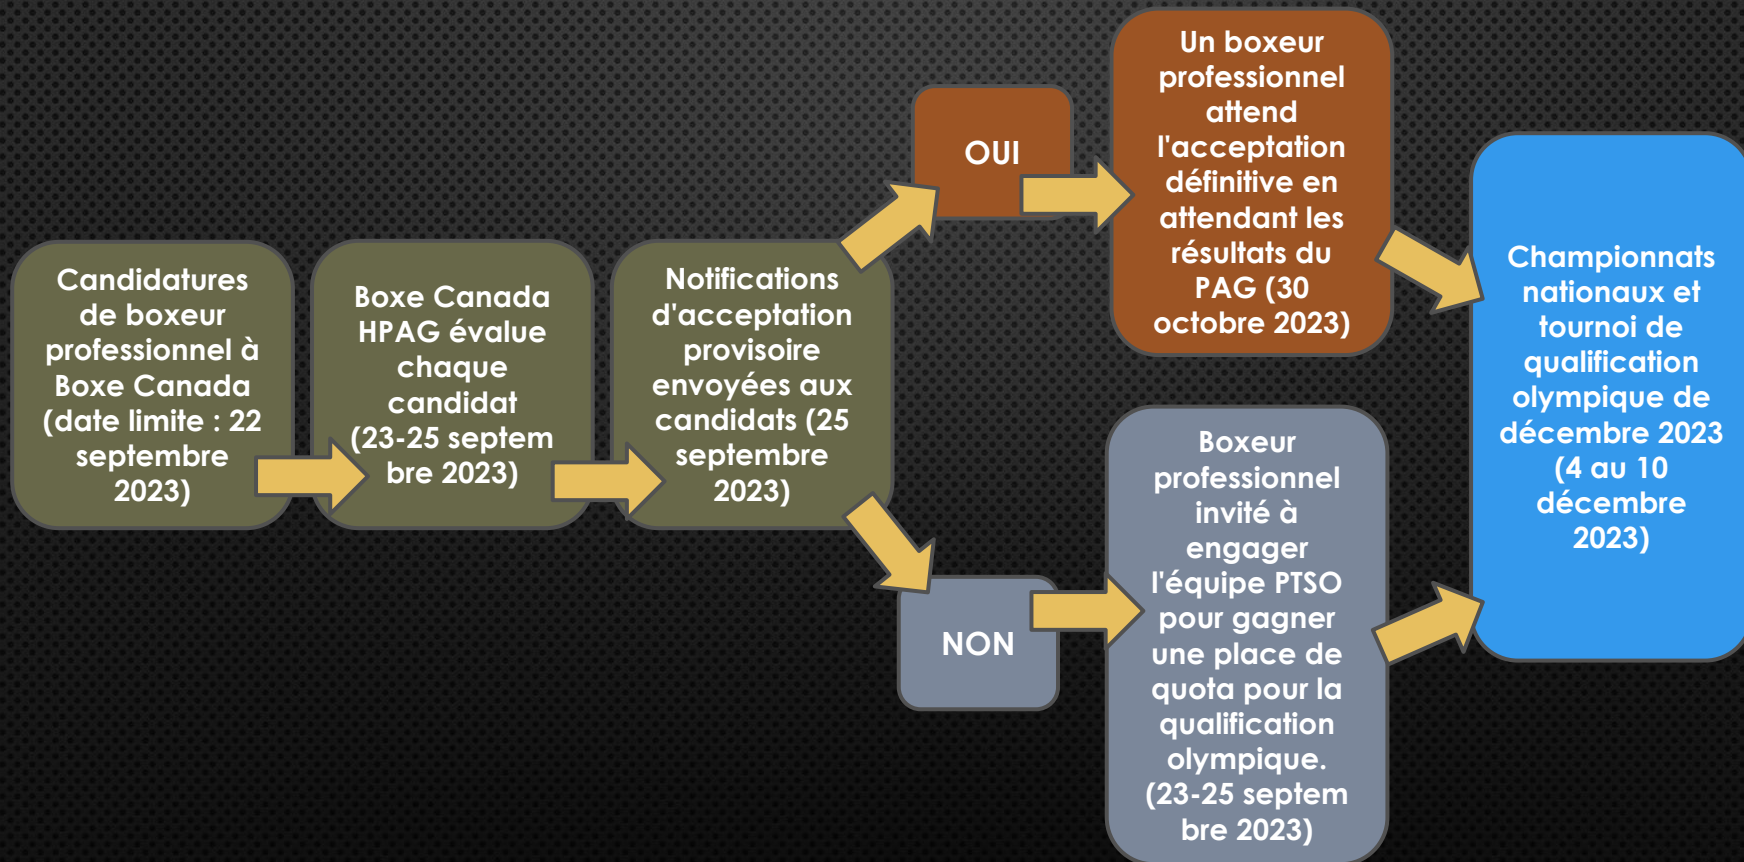 Candidatures
de boxeur
professionnel à
Boxe Canada
(date limite : 22
septembre
2023)
Boxe Canada
HPAG évalue
chaque
candidat
(23-25 septem
bre 2023)
Notifications
d'acceptation
provisoire
envoyées aux
candidats (25
septembre
2023)
OUI
Un boxeur
professionnel
attend
l'acceptation
définitive en
attendant les
résultats du
PAG (30
octobre 2023)
NON
Boxeur
professionnel
invité à
engager
l'équipe PTSO
pour gagner
une place de
quota pour la
qualification
olympique.
(23-25 septem
bre 2023)
Championnats
nationaux et
tournoi de
qualification
olympique de
décembre 2023
(4 au 10
décembre
2023)